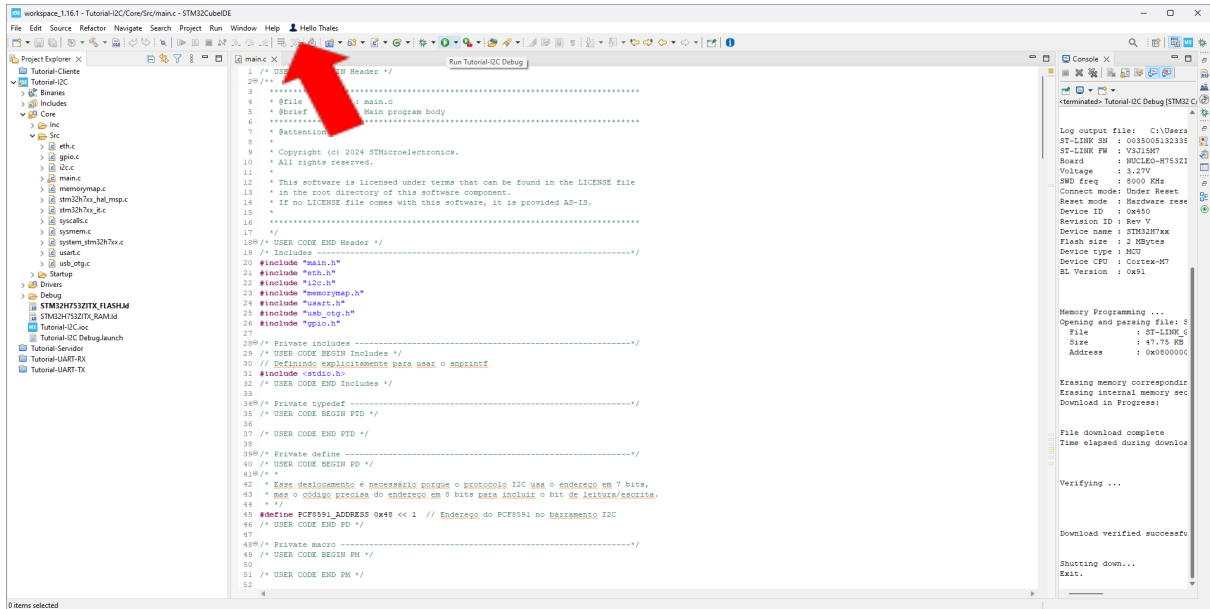 workspace_1.16.1 - Tutorial-I2C/Core/Src/main.c - STM32CubeIDE
File Edit Source Refactor Navigate Search Project Run Window Help Hello Thales
Project Explorer
Tutorial-Cliente
Tutorial-I2C
Binaries
Includes
Core
Inc
Src
eth.c
gpio.c
i2c.c
main.c
memorymap.c
stm32h7xx_hal_msp.c
stm32h7xx_it.c
syscalls.c
sysmem.c
system_stm32h7xx.c
usart.c
usb_otg.c
Startup
Drivers
Debug
STM32H753ZITX_FLASH.ld
STM32H753ZITX_RAM.ld
Tutorial-I2C.ioc
Tutorial-I2C Debug.launch
Tutorial-Servidor
Tutorial-UART-RX
Tutorial-UART-TX
main.c
Run Tutorial-I2C Debug
1 /* USER IN Header */
2 /**
3 ******************************************************************************
4 * @file : main.c
5 * @brief Main program body
6 ******************************************************************************
7 * @attention
8 *
9 * Copyright (c) 2024 STMicroelectronics.
10 * All rights reserved.
11 *
12 * This software is licensed under terms that can be found in the LICENSE file
13 * in the root directory of this software component.
14 * If no LICENSE file comes with this software, it is provided AS-IS.
15 *
16 ******************************************************************************
17 */
18 /* USER CODE END Header */
19 /* Includes ------------------------------------------------------------------*/
20 #include "main.h"
21 #include "eth.h"
22 #include "i2c.h"
23 #include "memorymap.h"
24 #include "usart.h"
25 #include "usb_otg.h"
26 #include "gpio.h"
27
28 /* Private includes ----------------------------------------------------------*/
29 /* USER CODE BEGIN Includes */
30 // Definindo explicitamente para usar o snprintf
31 #include <stdio.h>
32 /* USER CODE END Includes */
33
34 /* Private typedef -----------------------------------------------------------*/
35 /* USER CODE BEGIN PTD */
36
37 /* USER CODE END PTD */
38
39 /* Private define ------------------------------------------------------------*/
40 /* USER CODE BEGIN PD */
41 /* *
42 * Esse deslocamento é necessário porque o protocolo I2C usa o endereço em 7 bits,
43 * mas o código precisa do endereço em 8 bits para incluir o bit de leitura/escrita.
44 * */
45 #define PCF8591_ADDRESS 0x48 << 1 // Endereço do PCF8591 no barramento I2C
46 /* USER CODE END PD */
47
48 /* Private macro -------------------------------------------------------------*/
49 /* USER CODE BEGIN PM */
50
51 /* USER CODE END PM */
52
Console
<terminated> Tutorial-I2C Debug [STM32 C
Log output file: C:\Users
ST-LINK SN : 0035005132335
ST-LINK FW : V3J15M7
Board : NUCLEO-H753ZI
Voltage : 3.27V
SWD freq : 8000 KHz
Connect mode: Under Reset
Reset mode : Hardware rese
Device ID : 0x450
Revision ID : Rev V
Device name : STM32H7xx
Flash size : 2 MBytes
Device type : MCU
Device CPU : Cortex-M7
BL Version : 0x91
Memory Programming ...
Opening and parsing file: S
File : ST-LINK_G
Size : 47.75 KB
Address : 0x0800000
Erasing memory correspondin
Erasing internal memory sec
Download in Progress:
File download complete
Time elapsed during downloa
Verifying ...
Download verified successfu
Shutting down...
Exit.
0 items selected